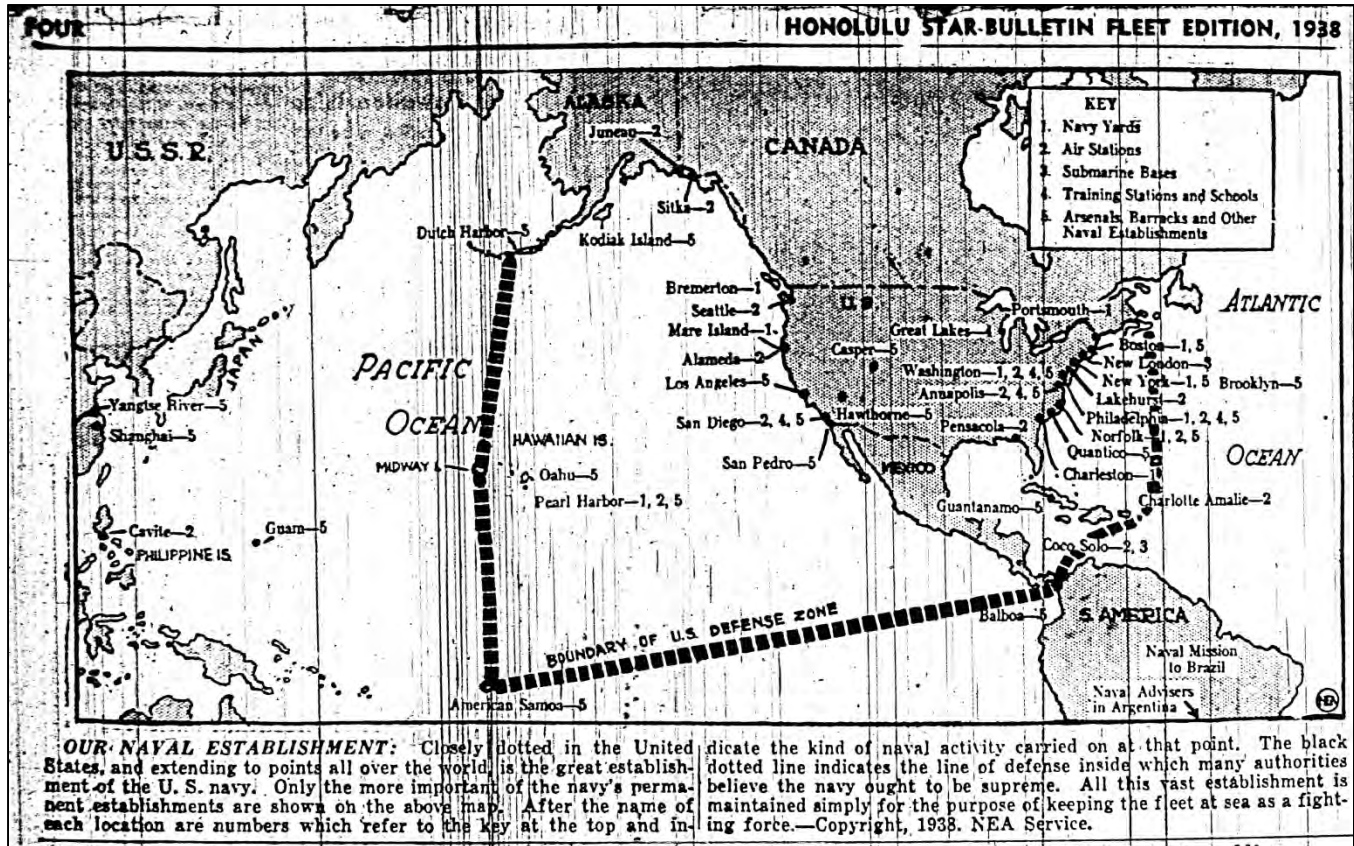 FOUR
HONOLULU STAR-BULLETIN FLEET EDITION, 1938
KEY
1. Navy Yards
2. Air Stations
3. Submarine Bases
4. Training Stations and Schools
5. Arsenals, Barracks and Other
Naval Establishments
U.S.S.R.
ALASKA
Juneau—2
CANADA
Sitka—2
Dutch Harbor—5
Kodiak Island—5
Bremerton—1
Seattle—2
Mare Island—1
Alameda—2
Los Angeles—5
San Diego—2, 4, 5
San Pedro—5
U.
Great Lakes—4
Casper—5
Hawthorne—5
Portsmouth—1
ATLANTIC
OCEAN
Boston—1, 5
New London—3
New York—1, 5 Brooklyn—5
Lakehurst—2
Philadelphia—1, 2, 4, 5
Norfolk—1, 2, 5
Quantico—5
Charleston—1
Washington—1, 2, 4, 5
Annapolis—2, 4, 5
Pensacola—2
MEXICO
Guantanamo—5
Charlotte Amalie—2
Coco Solo—2, 3
Balboa—5
S. AMERICA
Naval Mission
to Brazil
Naval Advisers
in Argentina
NEA
PACIFIC
OCEAN
JAPAN
Yangtse River—5
Shanghai—5
Cavite—2
PHILIPPINE IS.
Guam—5
MIDWAY I.
HAWAIIAN IS.
Oahu—5
Pearl Harbor—1, 2, 5
BOUNDARY OF U.S. DEFENSE ZONE
American Samoa—5
OUR NAVAL ESTABLISHMENT: Closely dotted in the United
States, and extending to points all over the world, is the great establish-
ment of the U. S. navy. Only the more important of the navy's perma-
nent establishments are shown on the above map. After the name of
each location are numbers which refer to the key at the top and in-
dicate the kind of naval activity carried on at that point. The black
dotted line indicates the line of defense inside which many authorities
believe the navy ought to be supreme. All this vast establishment is
maintained simply for the purpose of keeping the fleet at sea as a fight-
ing force.—Copyright, 1938. NEA Service.